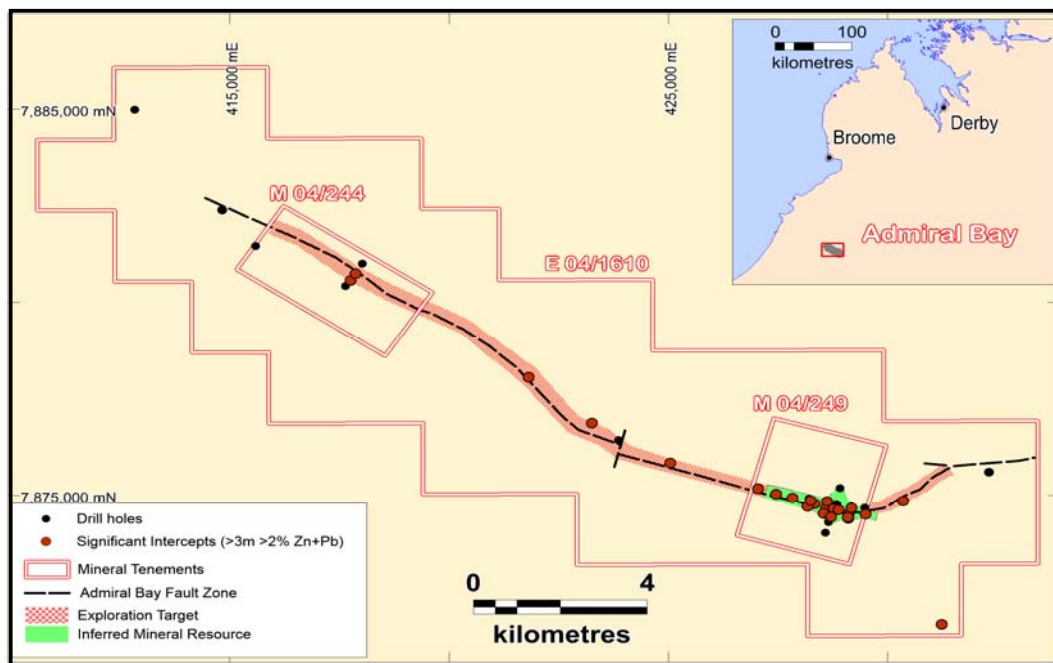 415,000 mE
425,000 mE
7,885,000 mN
7,875,000 mN
0 100
kilometres
Derby
Broome
Admiral Bay
M 04/244
E 04/1610
M 04/249
Drill holes
Significant Intercepts (>3m >2% Zn+Pb)
Mineral Tenements
Admiral Bay Fault Zone
Exploration Target
Inferred Mineral Resource
0 4
kilometres